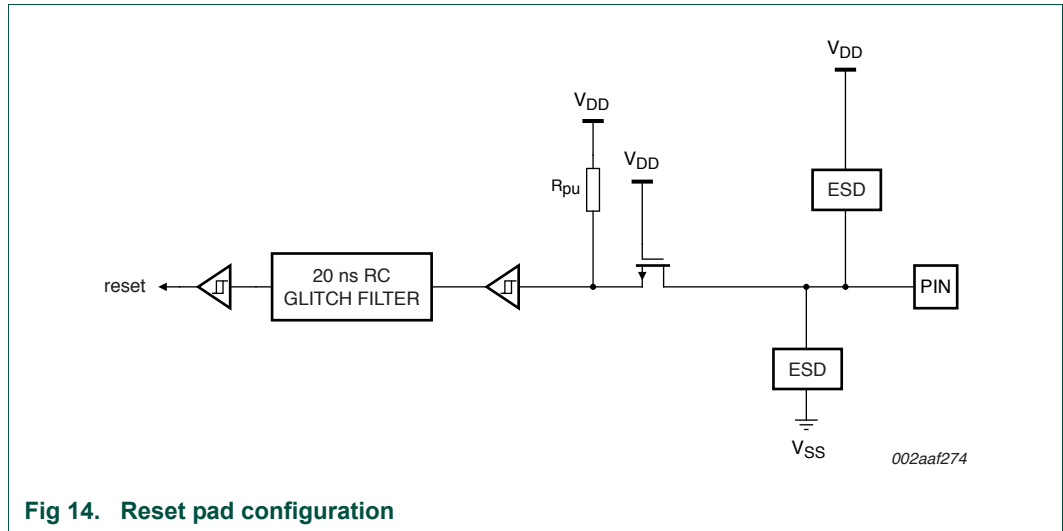 VDD
VDD
VDD
Rpu
ESD
reset
20 ns RC
GLITCH FILTER
PIN
ESD
VSS
002aaf274
Fig 14. Reset pad configuration